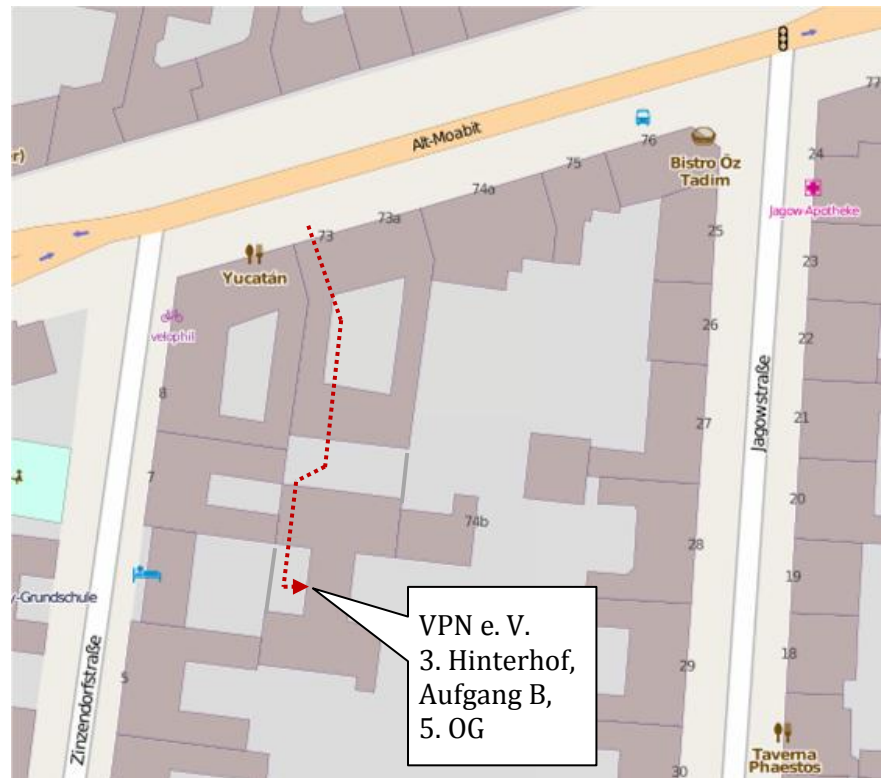 77
Alt-Moabit
76
Bistro Öz
Tadim
r)
75
24
74a
Jagow-Apotheke
73a
25
73
23
Yucatán
26
22
velophil
8
27
21
Jagowstraße
7
20
74b
28
19
y-Grundschule
VPN e. V.
3. Hinterhof,
Aufgang B,
5. OG
18
29
5
Zinzendorfstraße
Taverna
Phaestos
30